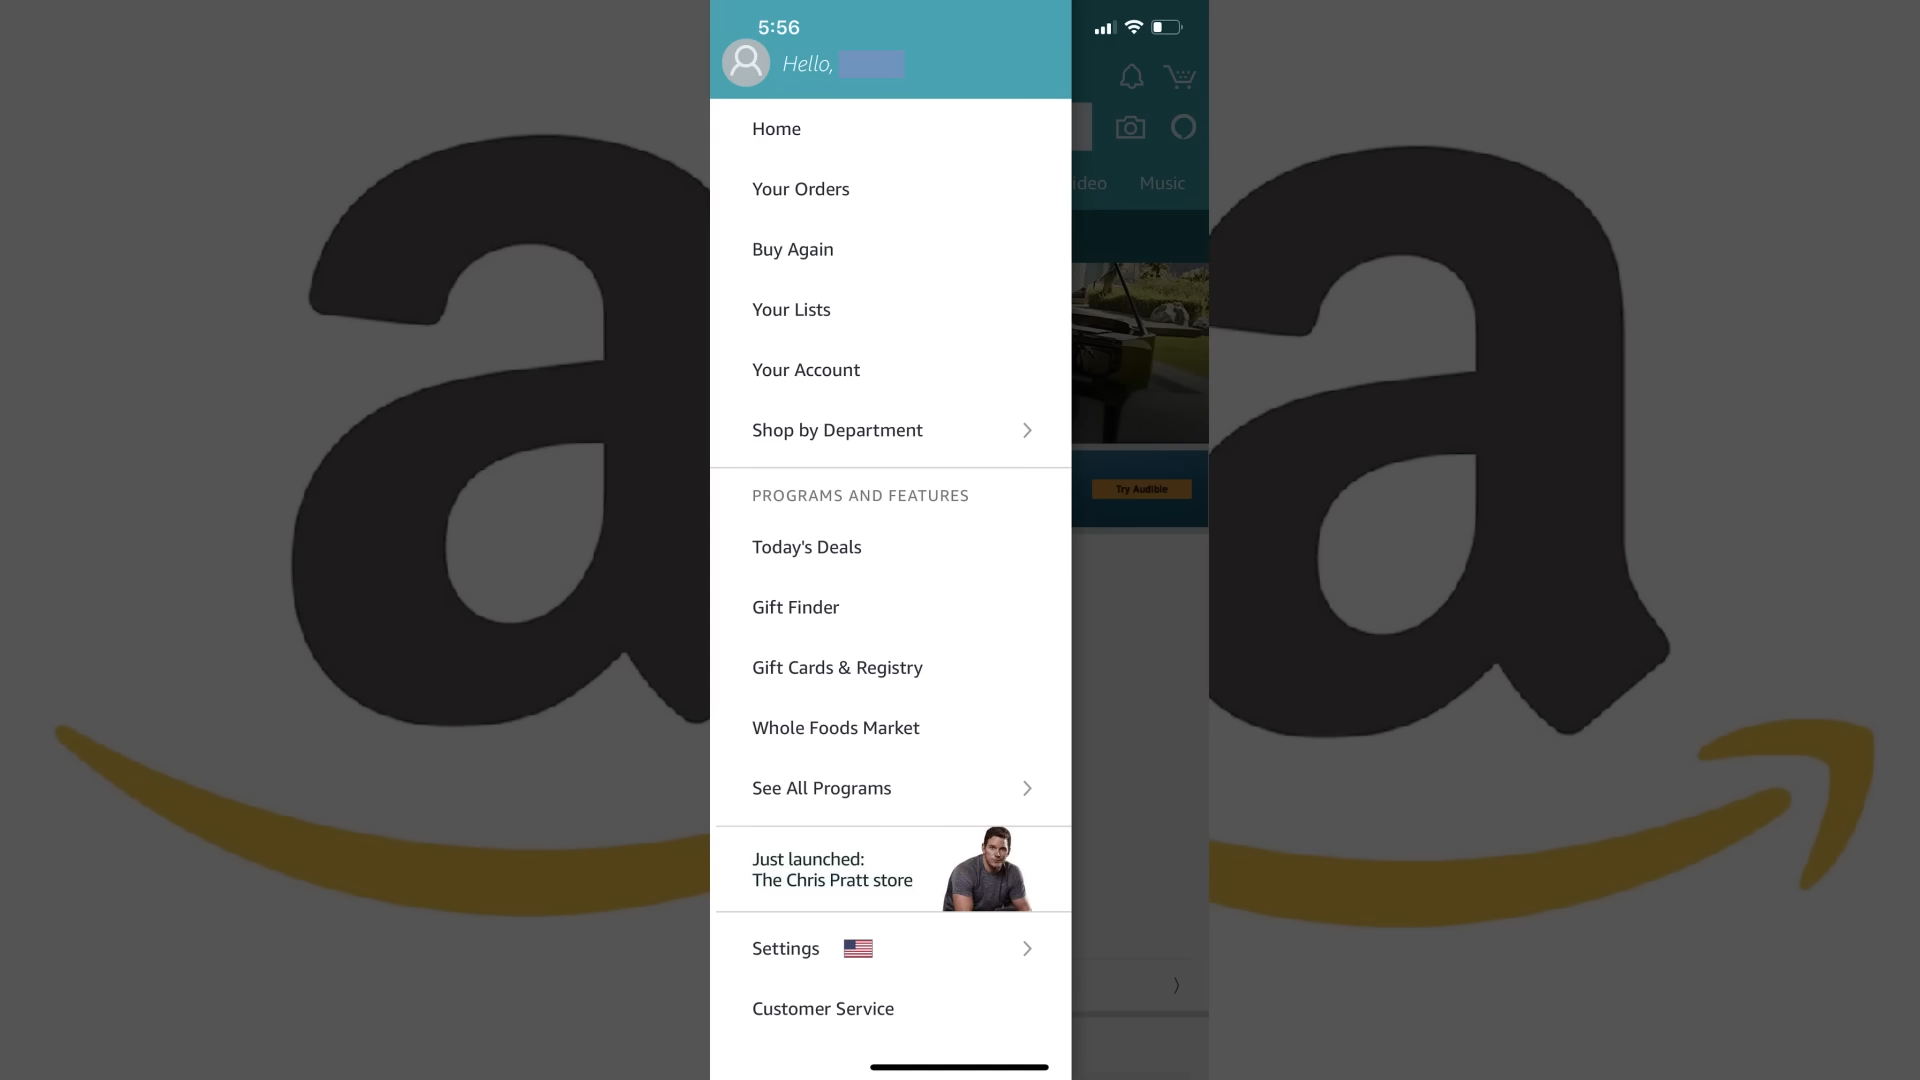 5:56
Hello,
Home
Your Orders
Buy Again
Your Lists
Your Account
Shop by Department
PROGRAMS AND FEATURES
Today's Deals
Gift Finder
Gift Cards & Registry
Whole Foods Market
See All Programs
Just launched:
The Chris Pratt store
Settings
Customer Service
ideo Music
Try Audible